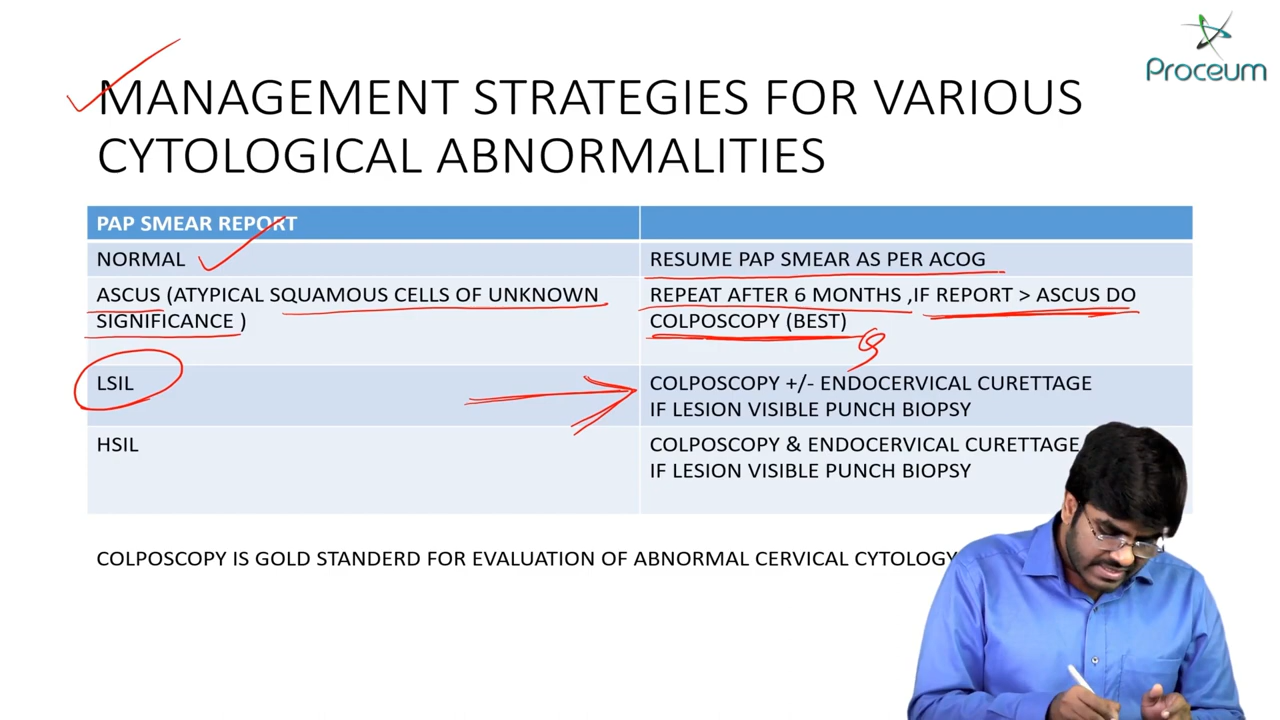 Proceum
MANAGEMENT STRATEGIES FOR VARIOUS
CYTOLOGICAL ABNORMALITIES
PAP SMEAR REPORT
NORMAL
RESUME PAP SMEAR AS PER ACOG
ASCUS (ATYPICAL SQUAMOUS CELLS OF UNKNOWN
SIGNIFICANCE )
REPEAT AFTER 6 MONTHS ,IF REPORT > ASCUS DO
COLPOSCOPY (BEST)
LSIL
COLPOSCOPY +/- ENDOCERVICAL CURETTAGE
IF LESION VISIBLE PUNCH BIOPSY
HSIL
COLPOSCOPY & ENDOCERVICAL CURETTAGE
IF LESION VISIBLE PUNCH BIOPSY
COLPOSCOPY IS GOLD STANDERD FOR EVALUATION OF ABNORMAL CERVICAL CYTOLOGY